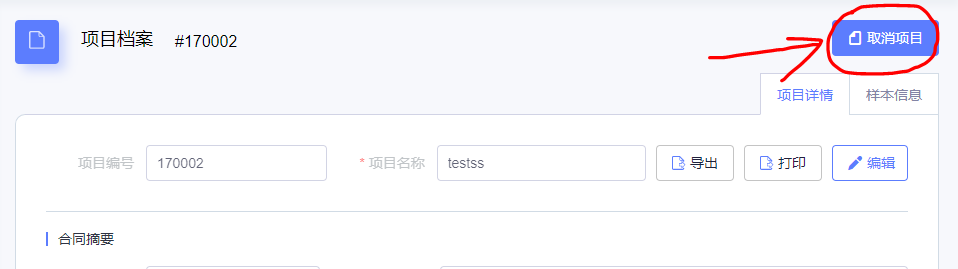 项目档案 #170002 取消项目
项目详情 样本信息
项目编号 170002 * 项目名称 testss 导出 打印 编辑
合同摘要